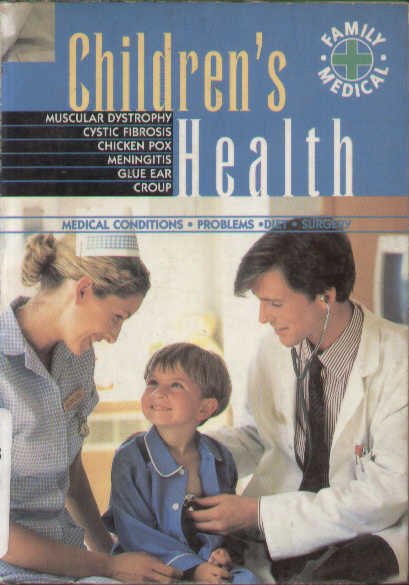 Children's
FAMILY
MEDICAL
MUSCULAR DYSTROPHY
CYSTIC FIBROSIS
CHICKEN POX
MENINGITIS
GLUE EAR
CROUP
Health
MEDICAL CONDITIONS • PROBLEMS • DIET • SURGERY